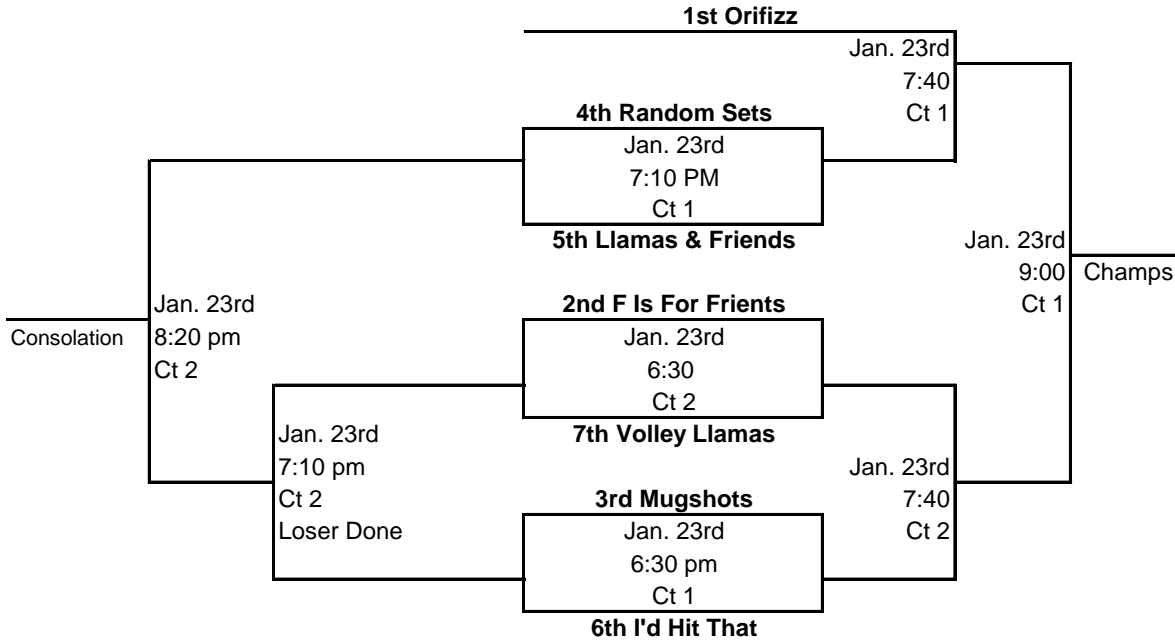 1st Orifizz
Jan. 23rd
7:40
Ct 1
4th Random Sets
Jan. 23rd
7:10 PM
Ct 1
5th Llamas & Friends
Jan. 23rd
9:00
Ct 1
Champs
Jan. 23rd
8:20 pm
Ct 2
Consolation
2nd F Is For Frients
Jan. 23rd
6:30
Ct 2
7th Volley Llamas
Jan. 23rd
7:10 pm
Ct 2
Loser Done
Jan. 23rd
7:40
Ct 2
3rd Mugshots
Jan. 23rd
6:30 pm
Ct 1
6th I'd Hit That